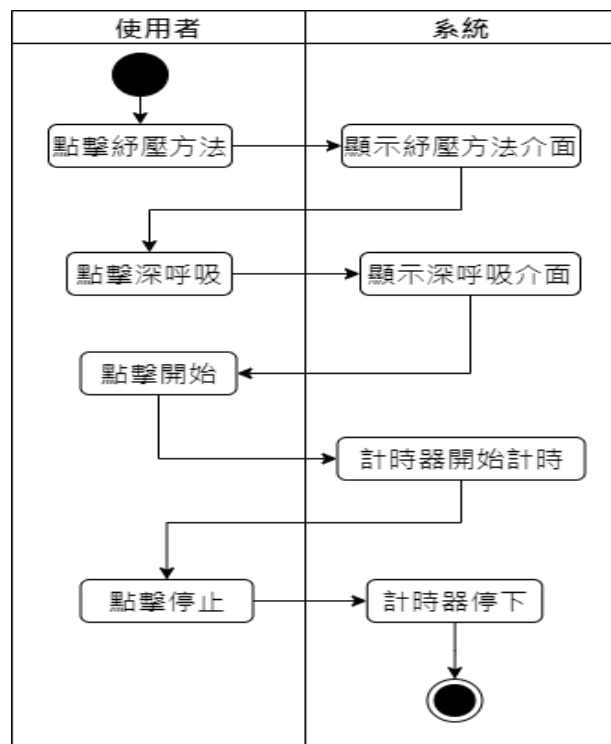 使用者
系統
點擊紓壓方法
顯示紓壓方法介面
點擊深呼吸
顯示深呼吸介面
點擊開始
計時器開始計時
點擊停止
計時器停下